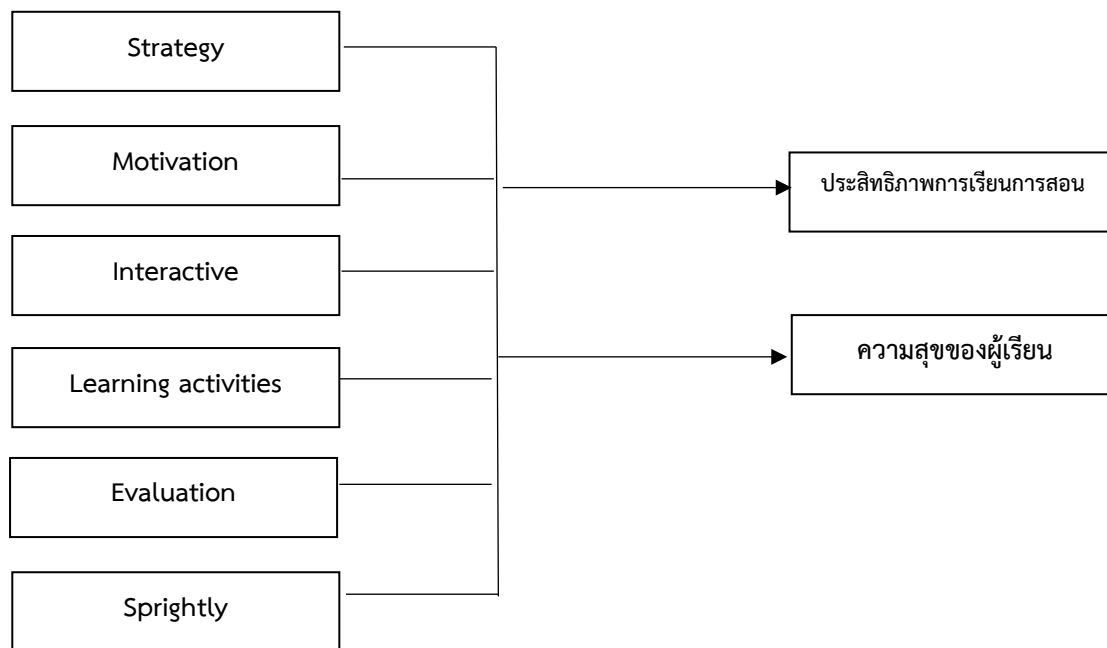 Strategy
Motivation
Interactive
Learning activities
Evaluation
Sprightly
ประสิทธิภาพการเรียนการสอน
ความสุขของผู้เรียน